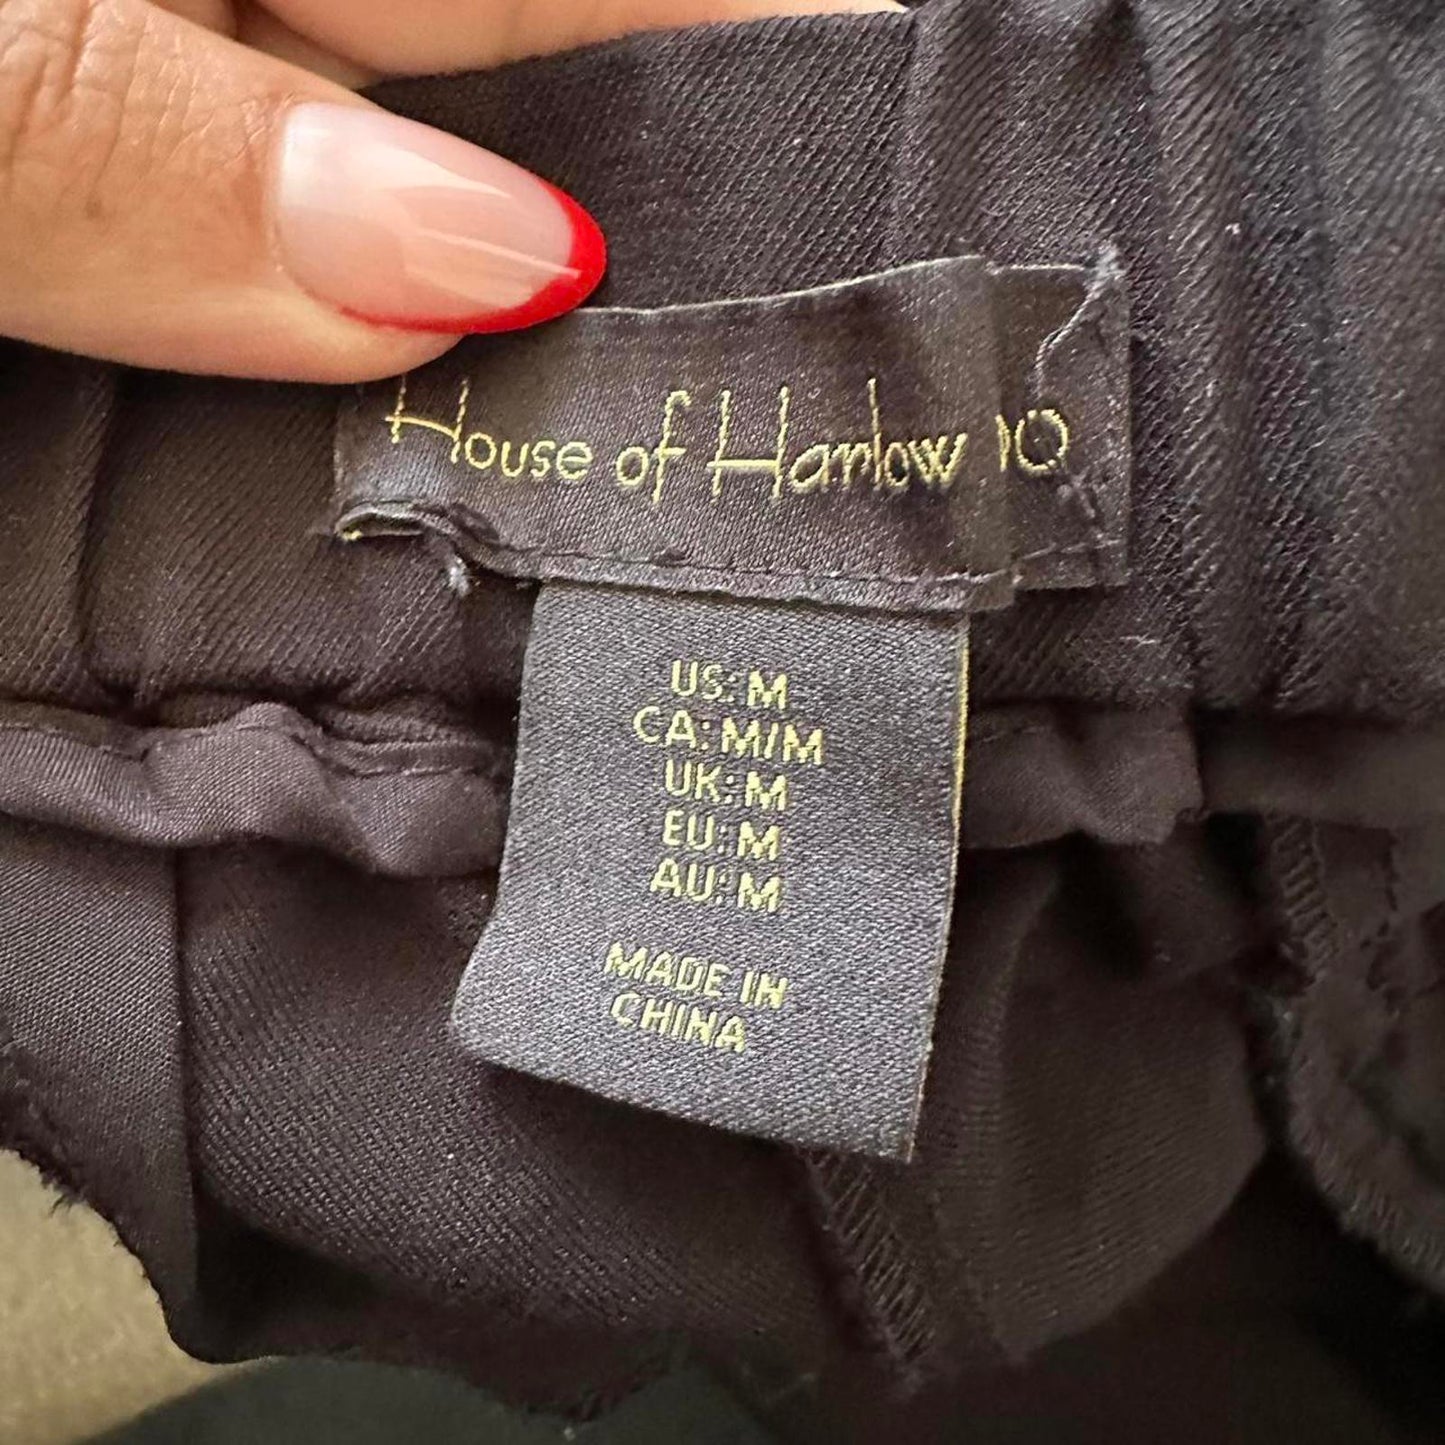 House of Harlow
US: M
CA: M/M
UK: M
EU: M
AU: M
MADE IN
CHINA